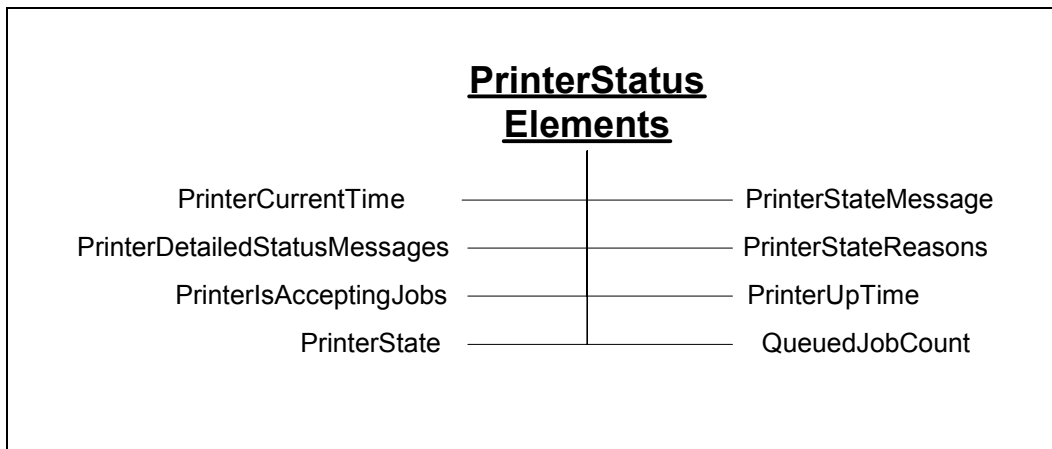 PrinterStatus
Elements
PrinterCurrentTime
PrinterStateMessage
PrinterDetailedStatusMessages
PrinterStateReasons
PrinterIsAcceptingJobs
PrinterUpTime
PrinterState
QueuedJobCount